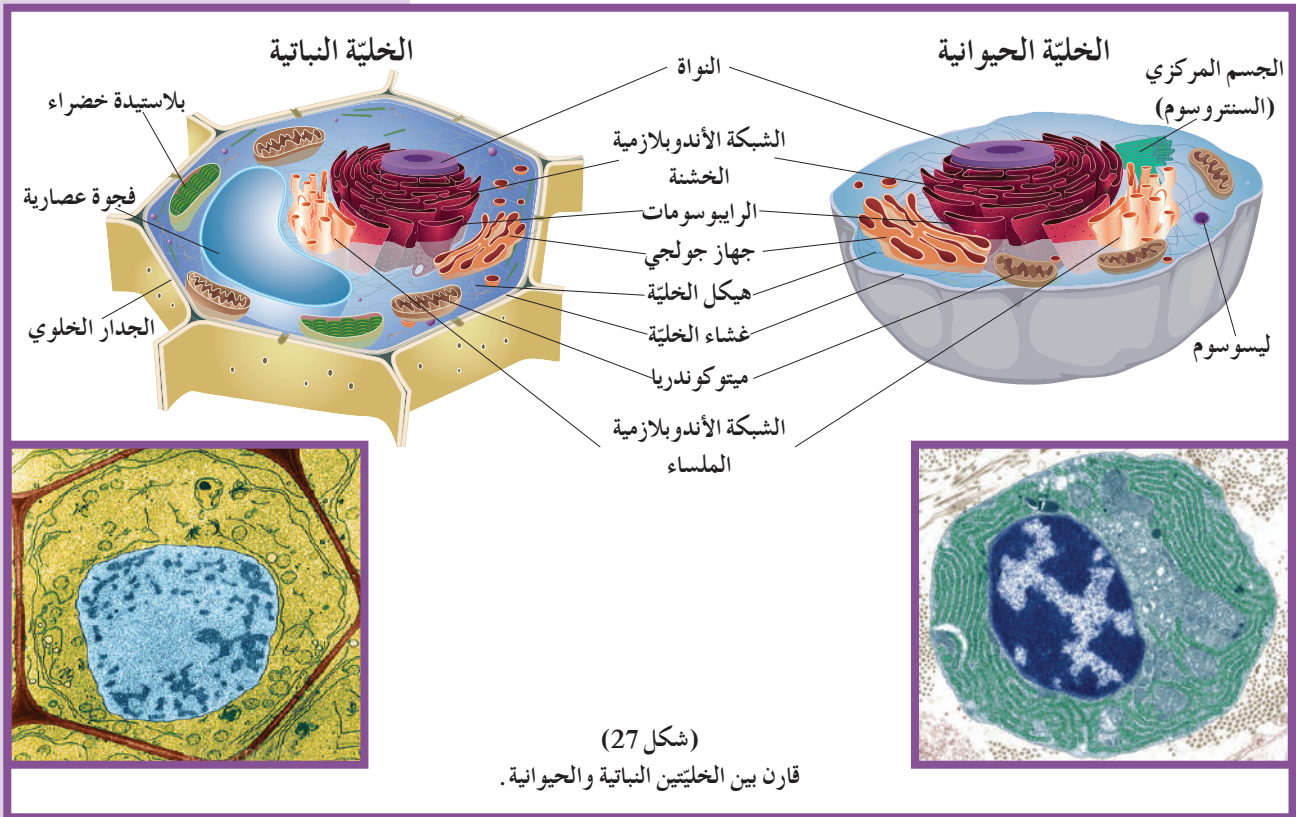 الخليّة الحيوانية
الخليّة النباتية
الجسم المركزي
(السنتروسوم)
ليسوسوم
النواة
الشبكة الأندوبلازمية
الخشنة
الرايبوسومات
جهاز جولجي
هيكل الخليّة
غشاء الخليّة
ميتوكوندريا
الشبكة الأندوبلازمية
الملساء
بلاستيدة خضراء
فجوة عصارية
الجدار الخلوي
(شكل 27)
قارن بين الخليّتين النباتية والحيوانية.